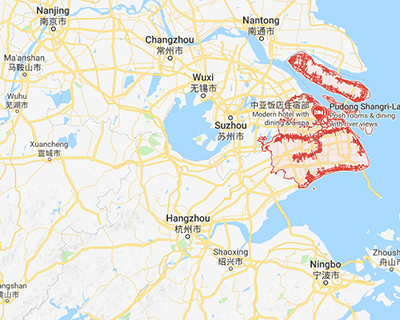 Nanjing
南京市
Nantong
南通市
Changzhou
常州市
Ma'anshan
马鞍山市
Wuxi
无锡市
Wuhu
芜湖市
中亚饭店住宿部
Modern hotel with
dining & a spa
Pudong Shangri-La
Posh rooms & dining
with river views
Suzhou
苏州市
Xuancheng
宣城市
Hangzhou
杭州市
Shaoxing
绍兴市
Ningbo
宁波市
Zhoush
舟山市
angshan
山市